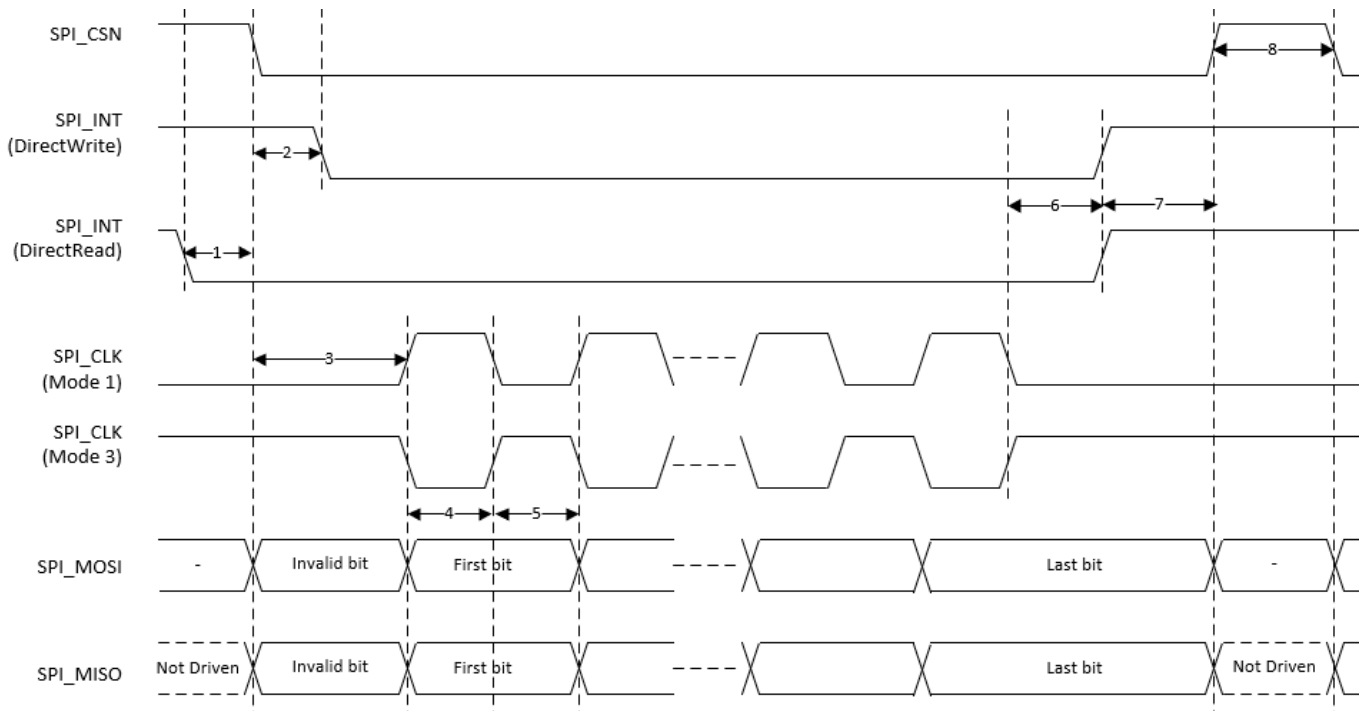 SPI_CSN
8
SPI_INT
(DirectWrite)
2
6
7
SPI_INT
(DirectRead)
1
SPI_CLK
(Mode 1)
3
SPI_CLK
(Mode 3)
4
5
SPI_MOSI
-
Invalid bit
First bit
Last bit
-
SPI_MISO
Not Driven
Invalid bit
First bit
Last bit
Not Driven